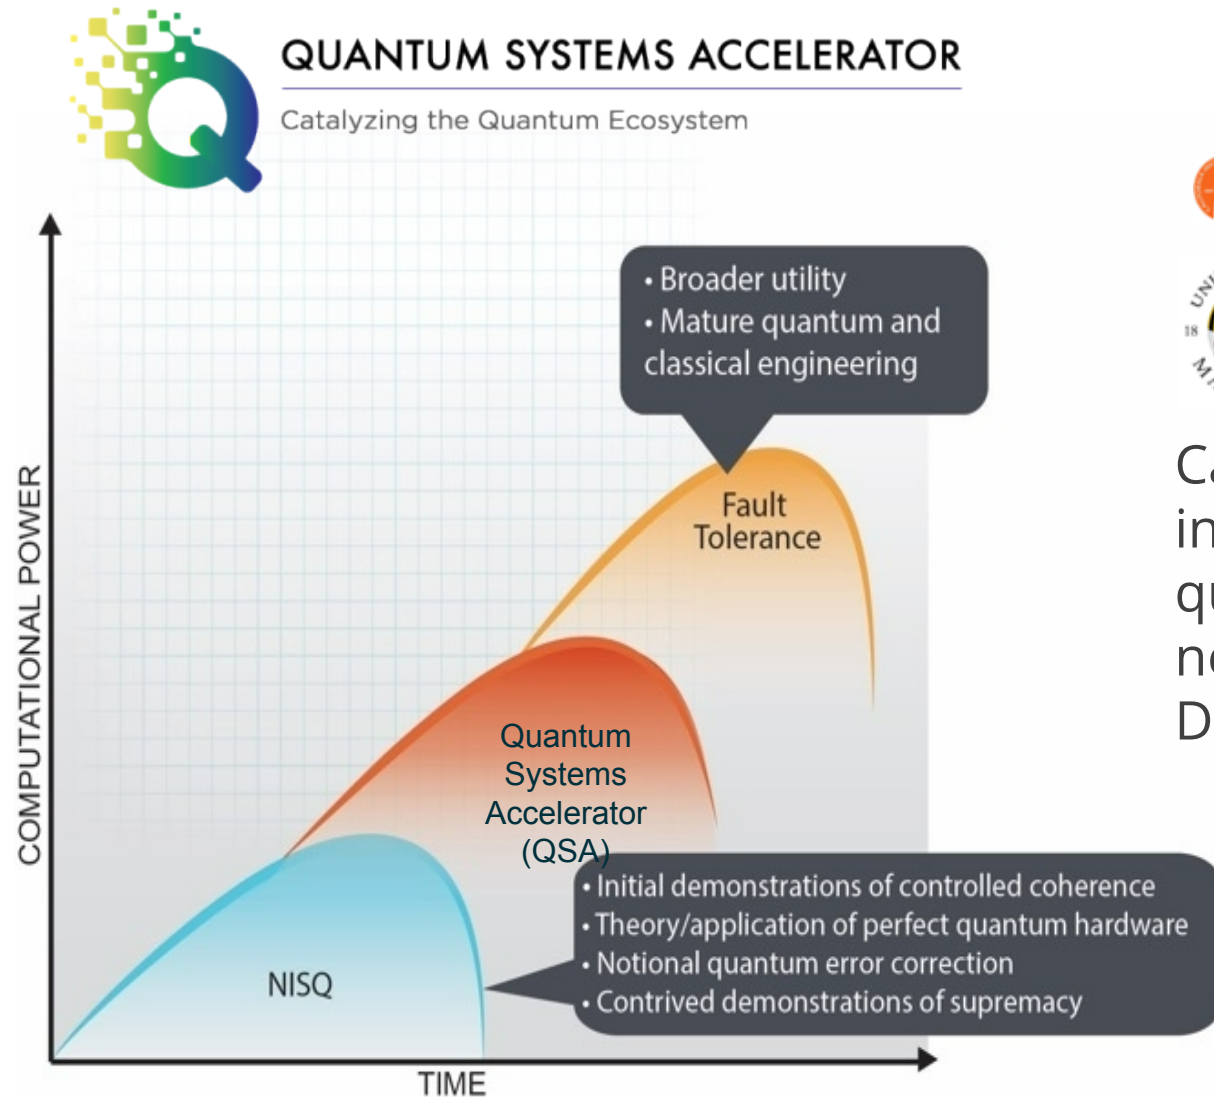 QUANTUM SYSTEMS ACCELERATOR
Catalyzing the Quantum Ecosystem
• Broader utility
• Mature quantum and
classical engineering
18
COMPUTATIONAL POWER
Fault
Tolerance
Quantum
Systems
Accelerator
(QSA)
NISQ
• Initial demonstrations of controlled coherence
• Theory/application of perfect quantum hardware
• Notional quantum error correction
• Contrived demonstrations of supremacy
TIME